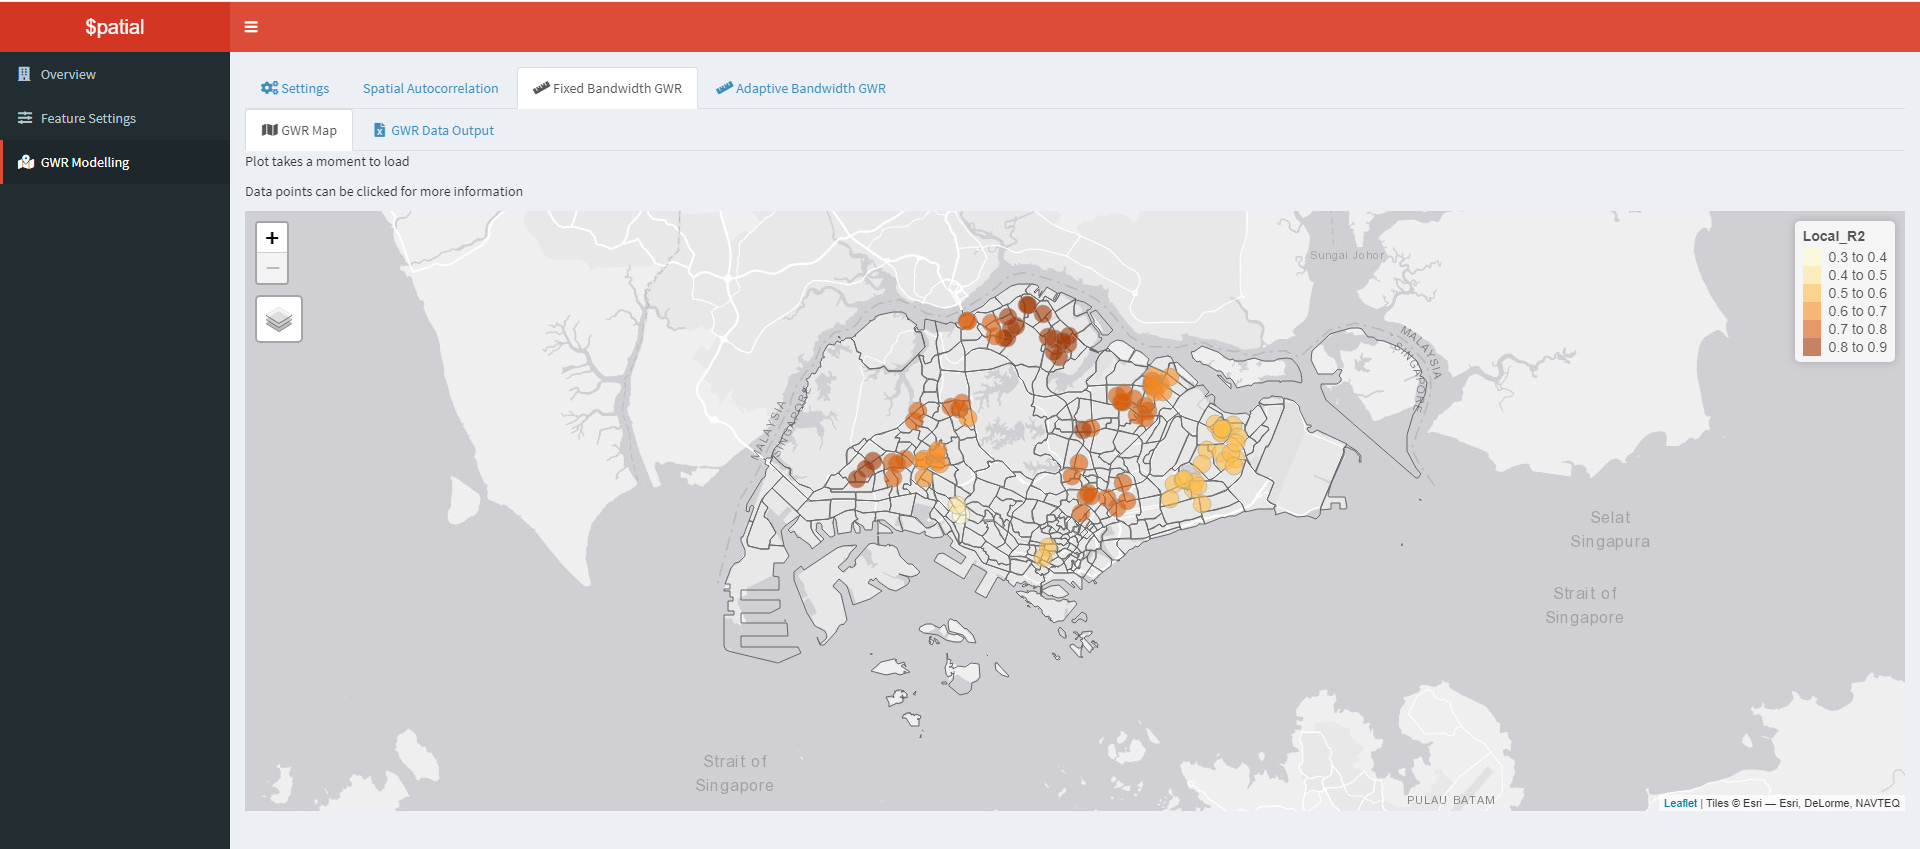 $patial
Overview
Feature Settings
GWR Modelling
Settings
Spatial Autocorrelation
Fixed Bandwidth GWR
Adaptive Bandwidth GWR
GWR Map
GWR Data Output
Plot takes a moment to load
Data points can be clicked for more information
+
−
Local_R2
0.3 to 0.4
0.4 to 0.5
0.5 to 0.6
0.6 to 0.7
0.7 to 0.8
0.8 to 0.9
Sungai Johor
MALAYSIA
SINGAPORE
MALAYSIA
SINGAPORE
Selat
Singapura
Strait of
Singapore
Strait of
Singapore
PULAU BATAM
Leaflet | Tiles © Esri — Esri, DeLorme, NAVTEQ